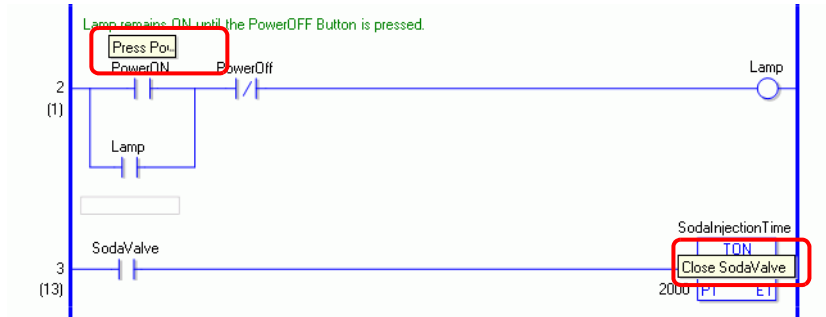 Lamp remains ON until the PowerOFF Button is pressed.
Press Pou
PowerON PowerOff Lamp
2
(1)
Lamp
SodaInjectionTime
SodaValve TON
3 Close SodaValve
(13) 2000 PT ET